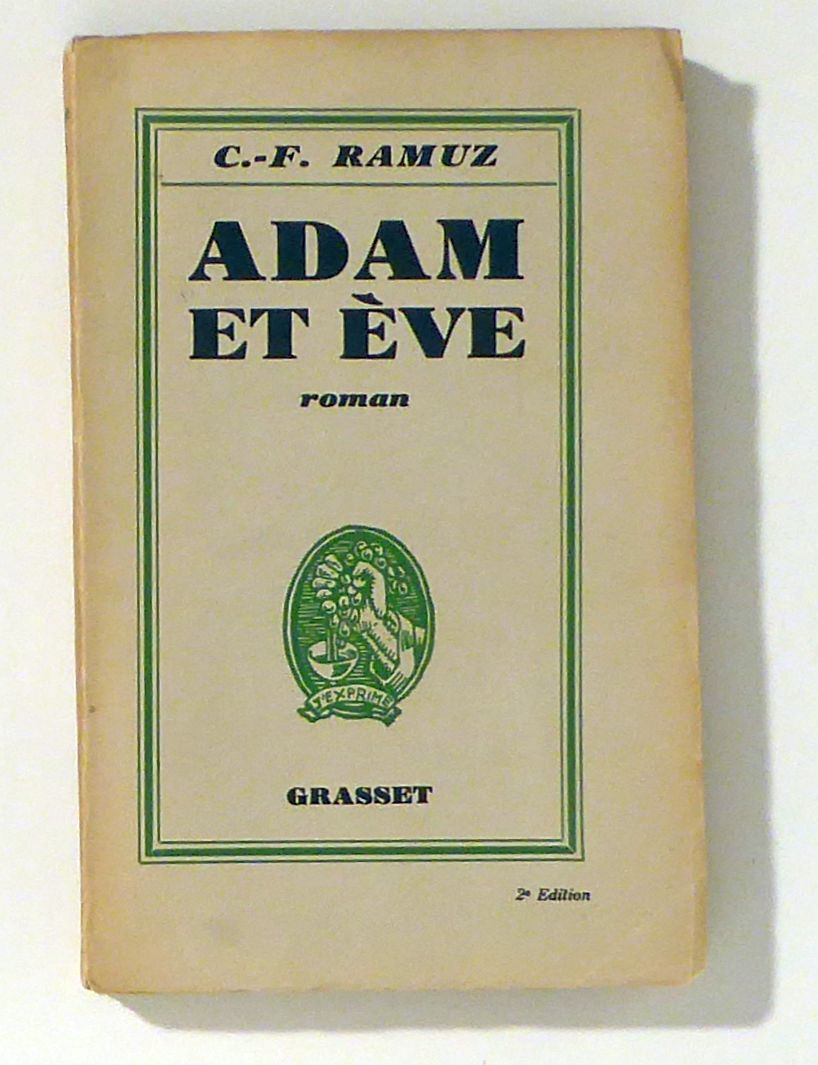 C.-F. RAMUZ
ADAM
ET ÈVE
roman
J'EXPRIME
GRASSET
2e Edition